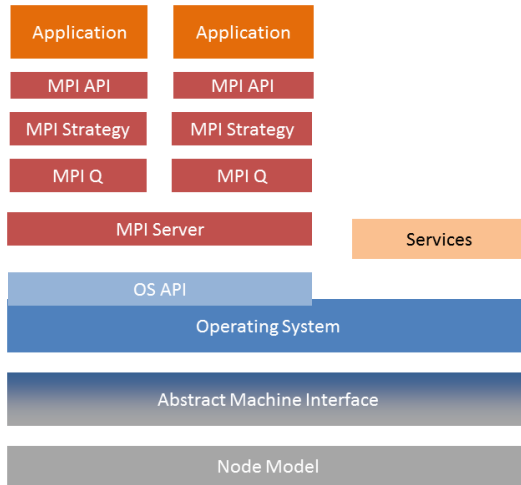 Application Application
MPI API MPI API
MPI Strategy MPI Strategy
MPI Q MPI Q
MPI Server
Services
OS API
Operating System
Abstract Machine Interface
Node Model